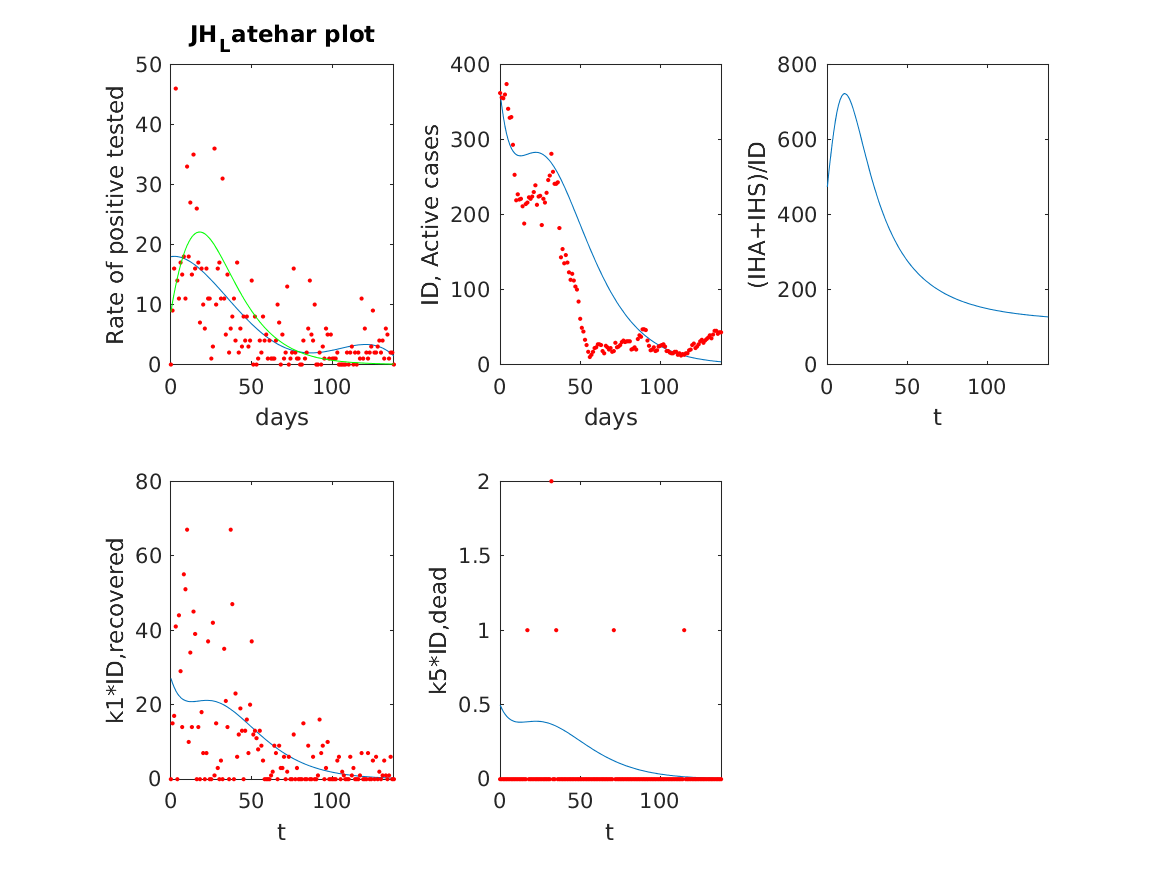 JH_Latehar plot
Rate of positive tested
50
40
30
20
10
0
0 50 100
days
ID, Active cases
400
300
200
100
0
0 50 100
days
(IHA+IHS)/ID
800
600
400
200
0
0 50 100
t
k1*ID,recovered
80
60
40
20
0
0 50 100
t
k5*ID,dead
2
1.5
1
0.5
0
0 50 100
t